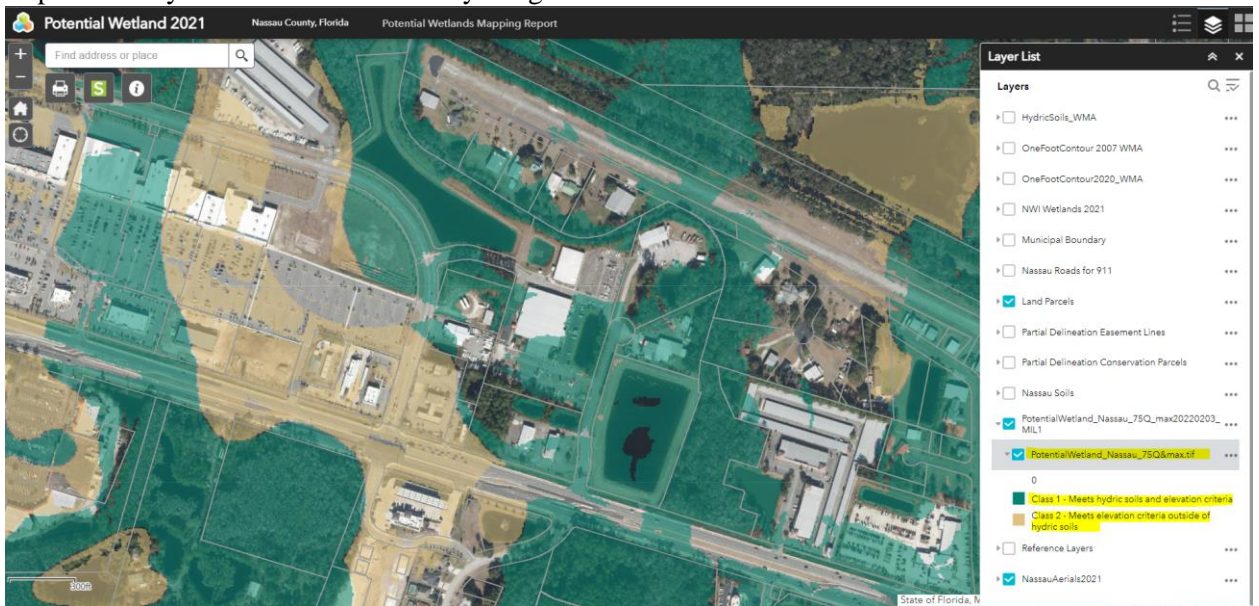 Potential Wetland 2021
Nassau County, Florida
Potential Wetlands Mapping Report
+
Find address or place
−
S
i
Layer List
Layers
HydricSoils_WMA
OneFootContour 2007 WMA
OneFootContour2020_WMA
NWI Wetlands 2021
Municipal Boundary
Nassau Roads for 911
Land Parcels
Partial Delineation Easement Lines
Partial Delineation Conservation Parcels
Nassau Soils
PotentialWetland_Nassau_75Q_max20220203_
MIL1
PotentialWetland_Nassau_75Q&max.tif
0
Class 1 - Meets hydric soils and elevation criteria
Class 2 - Meets elevation criteria outside of
hydric soils
Reference Layers
NassauAerials2021
300ft
State of Florida, M